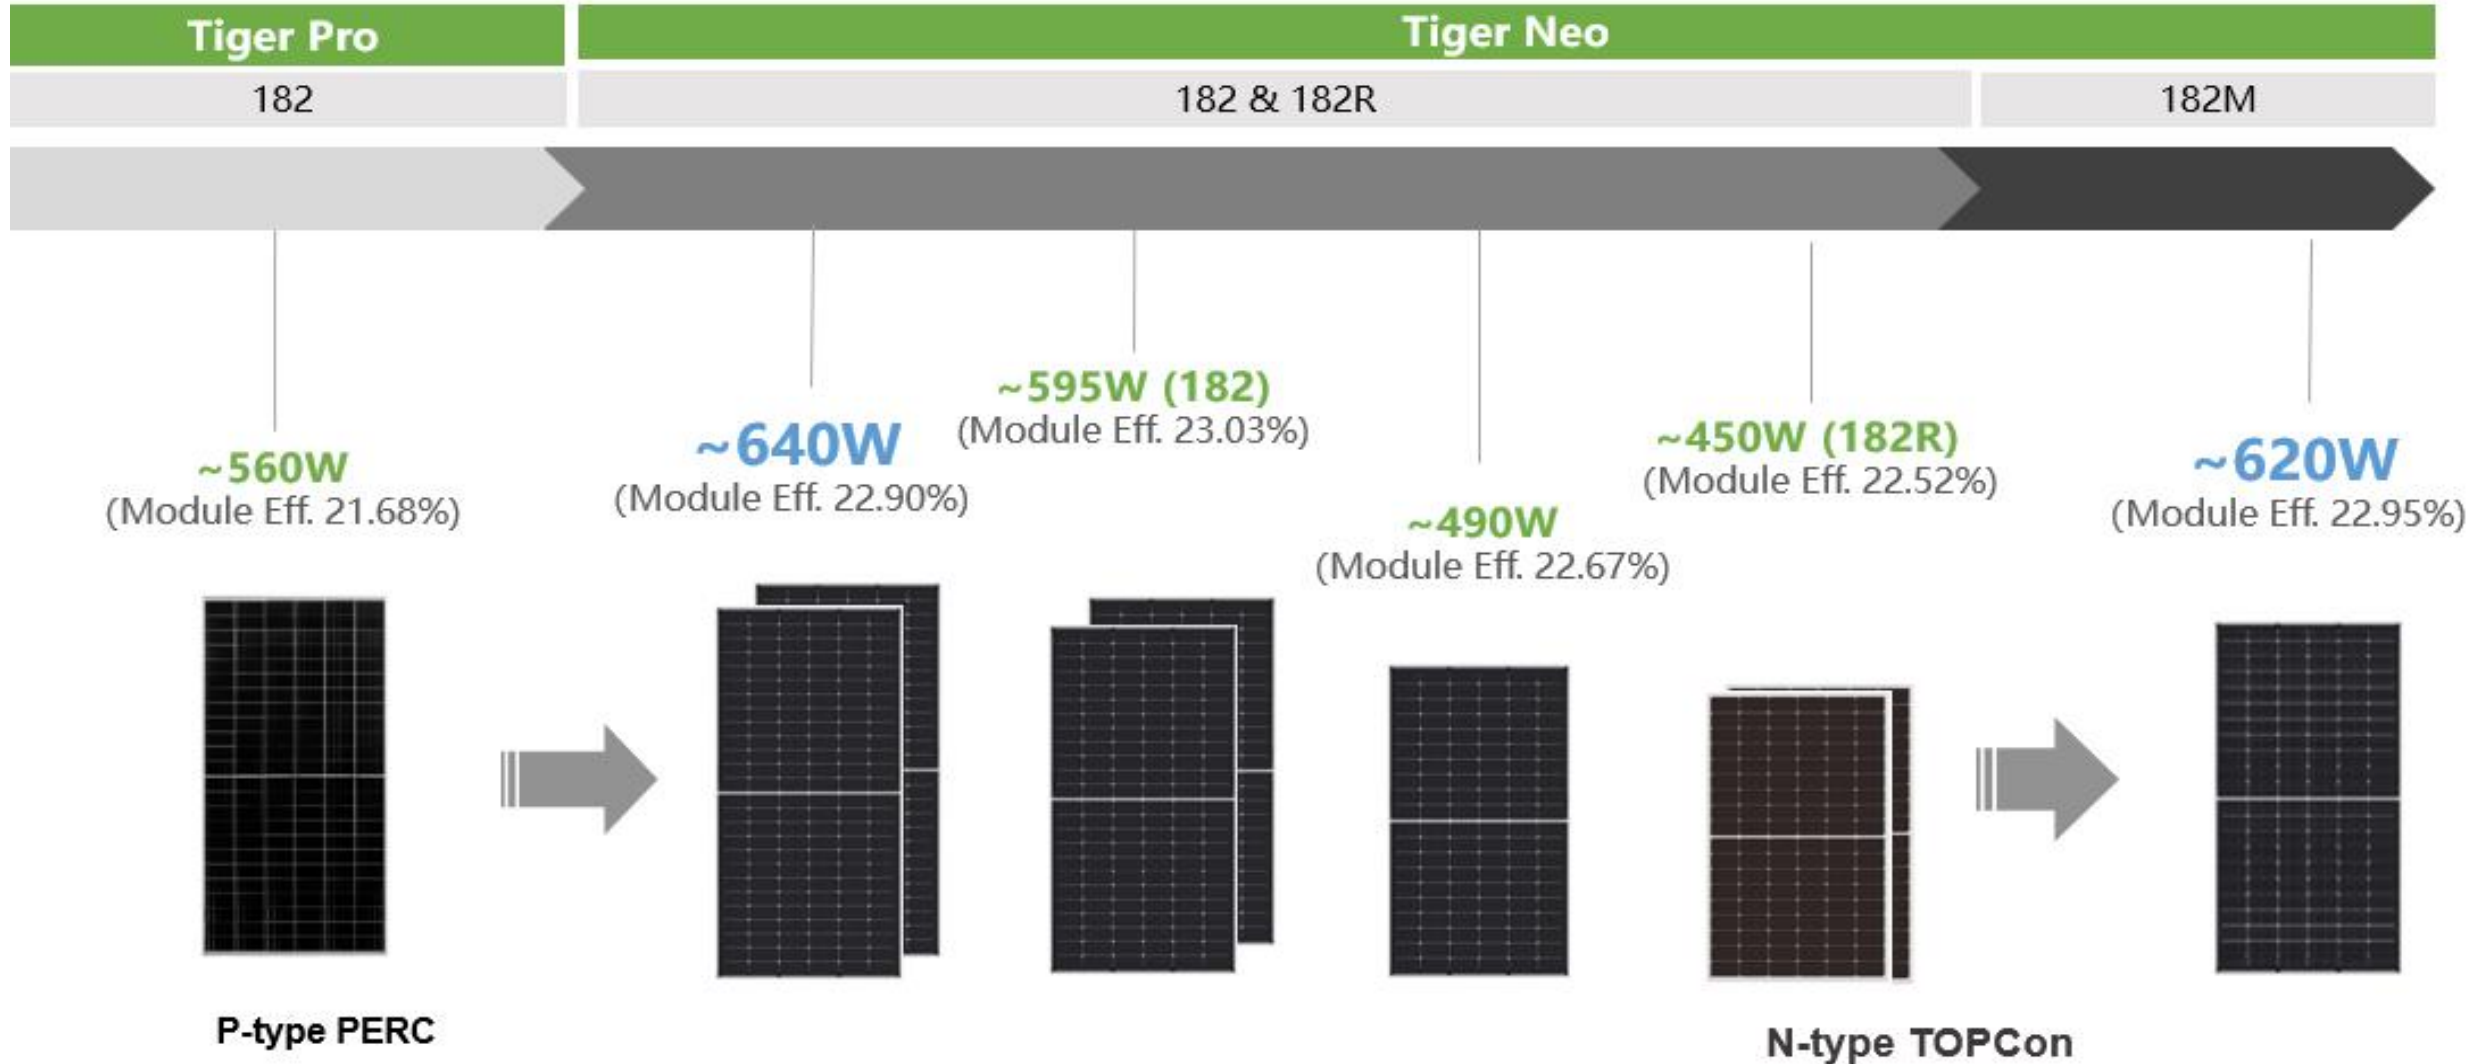 Tiger Pro
Tiger Neo
182
182 & 182R
182M
~560W
(Module Eff. 21.68%)
~640W
(Module Eff. 22.90%)
~595W (182)
(Module Eff. 23.03%)
~490W
(Module Eff. 22.67%)
~450W (182R)
(Module Eff. 22.52%)
~620W
(Module Eff. 22.95%)
P-type PERC
N-type TOPCon